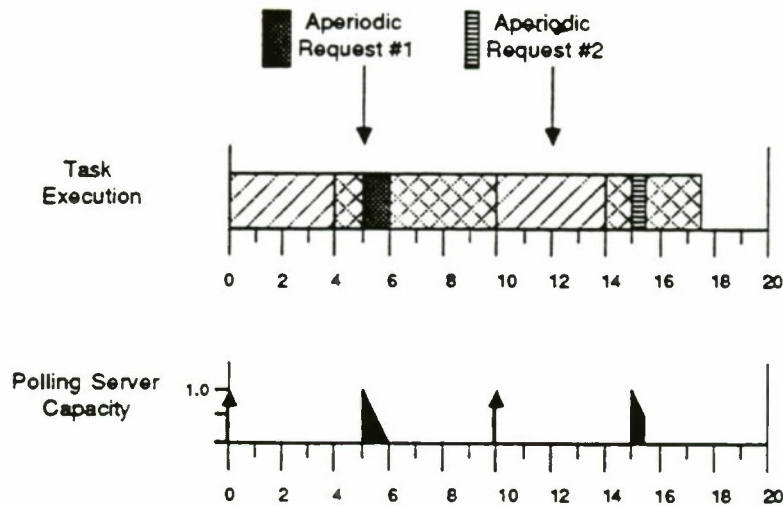 Aperiodic
Request #1
Aperiodic
Request #2
Task
Execution
0 2 4 6 8 10 12 14 16 18 20
Polling Server
Capacity
1.0
0 2 4 6 8 10 12 14 16 18 20